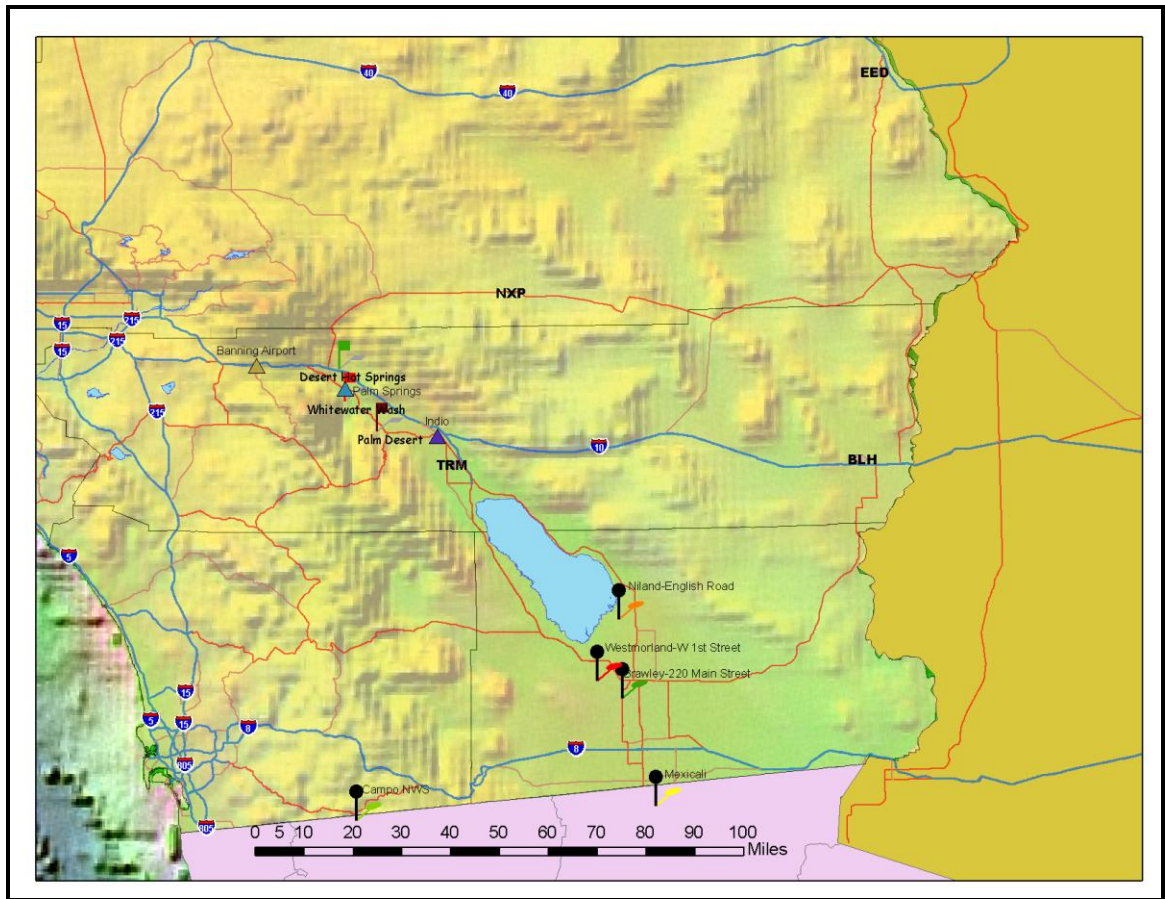 40
EED
40
NXP
15
215
15
215
Banning Airport
Desert Hot Springs
Palm Springs
215
Whitewater Wash
Indio
Palm Desert
10
TRM
BLH
5
Niland-English Road
Westmorland-W 1st Street
Brawley-220 Main Street
15
5
15
8
8
805
Mexicali
Campo NWS
805
0 5 10 20 30 40 50 60 70 80 90 100
Miles